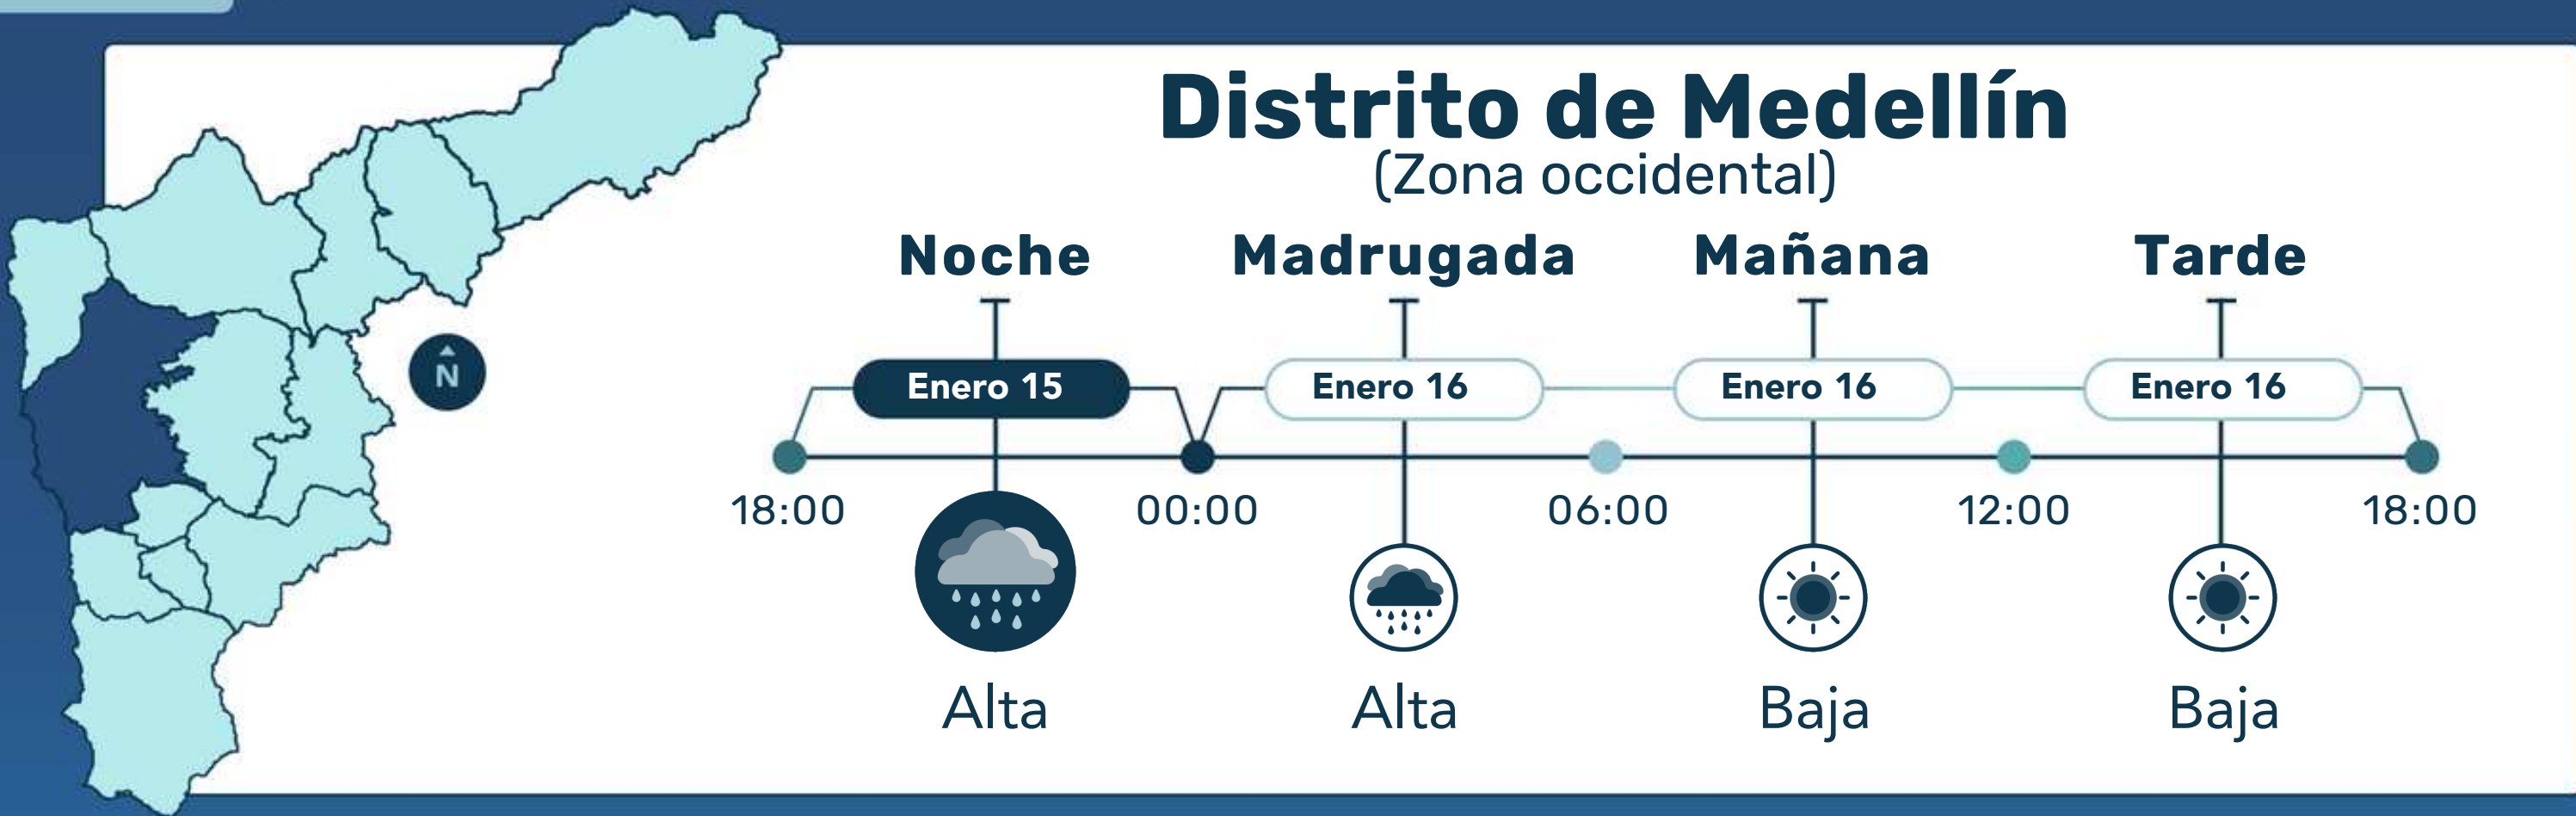 Distrito de Medellín
(Zona occidental)
Noche Madrugada Mañana Tarde
Enero 15 Enero 16 Enero 16 Enero 16
N
18:00 00:00 06:00 12:00 18:00
Alta Alta Baja Baja